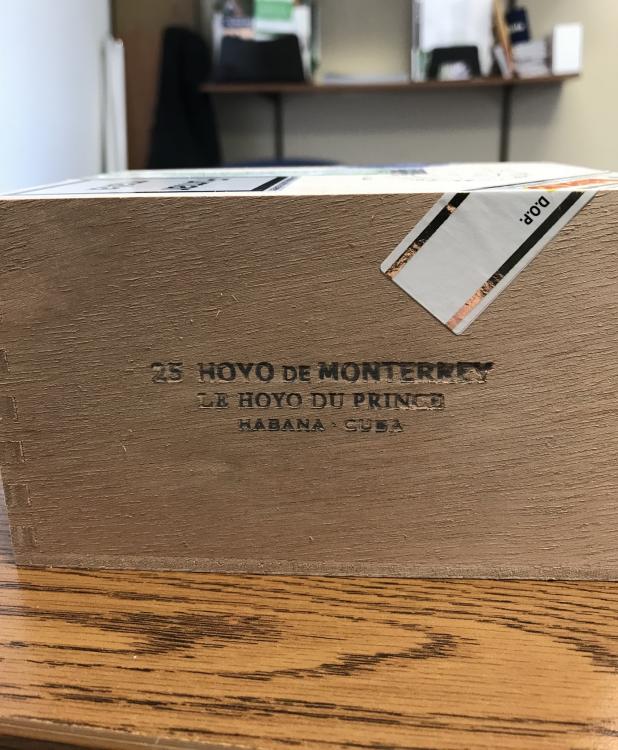 D.O.P.
25 HOYO DE MONTERREY
LE HOYO DU PRINCE
HABANA · CUBA